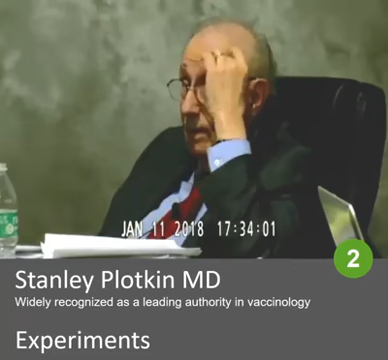 JAN 11 2018 17:34:01
2
Stanley Plotkin MD
Widely recognized as a leading authority in vaccinology
Experiments